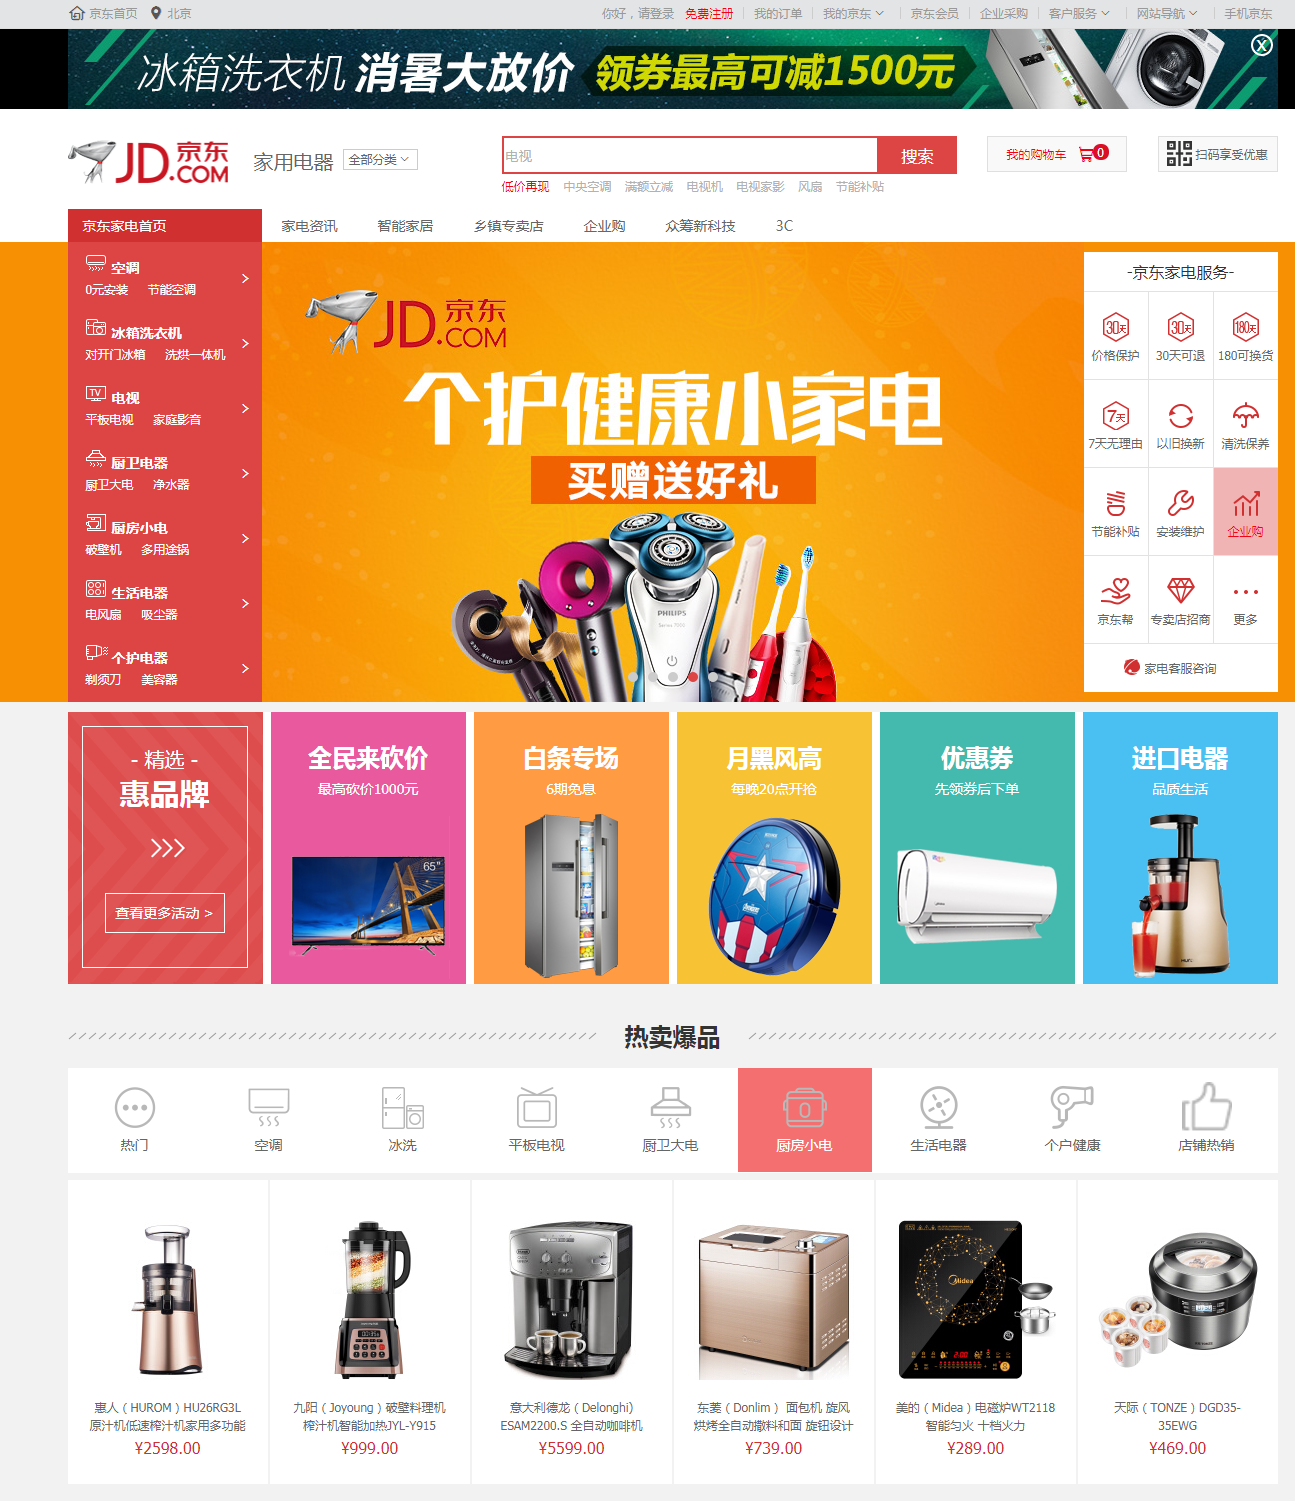 京东首页 北京 你好，请登录 免费注册 我的订单 我的京东 京东会员 企业采购 客户服务 网站导航 手机京东
冰箱洗衣机 消暑大放价 领券最高可减1500元 X
JD.COM 京东 家用电器 全部分类 电视 搜索 我的购物车 0 扫码享受优惠
低价再现 中央空调 满额立减 电视机 电视家影 风扇 节能补贴
京东家电首页 家电资讯 智能家居 乡镇专卖店 企业购 众筹新科技 3C
空调
0元安装 节能空调
冰箱洗衣机
对开门冰箱 洗烘一体机
TV 电视
平板电视 家庭影音
厨卫电器
厨卫大电 净水器
厨房小电
破壁机 多用途锅
生活电器
电风扇 吸尘器
个护电器
剃须刀 美容器
JD.COM 京东
个护健康小家电
买赠送好礼
PHILIPS
Series 7000
-京东家电服务-
30天 30天 180天
价格保护 30天可退 180可换货
7天
7天无理由 以旧换新 清洗保养
节能补贴 安装维护 企业购
京东帮 专卖店招商 更多
家电客服咨询
- 精选 -
惠品牌
查看更多活动 >
全民来砍价
最高砍价1000元
65"
白条专场
6期免息
月黑风高
每晚20点开抢
优惠券
先领券后下单
进口电器
品质生活
热卖爆品
热门 空调 冰洗 平板电视 厨卫大电 厨房小电 生活电器 个户健康 店铺热销
Midea
惠人（HUROM）HU26RG3L
原汁机低速榨汁机家用多功能
¥2598.00
九阳（Joyoung）破壁料理机
榨汁机智能加热JYL-Y915
¥999.00
意大利德龙（Delonghi)
ESAM2200.S 全自动咖啡机
¥5599.00
东菱（Donlim ） 面包机 旋风
烘烤全自动撒料和面 旋钮设计
¥739.00
美的（Midea）电磁炉WT2118
智能匀火 十档火力
¥289.00
天际（TONZE）DGD35-
35EWG
¥469.00